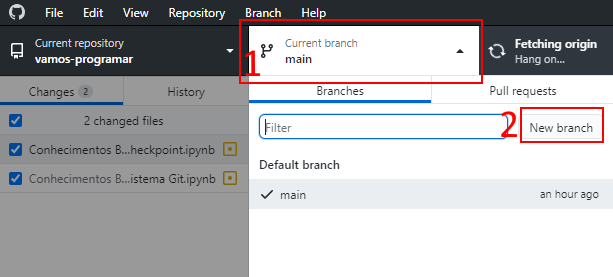 File Edit View Repository Branch Help
Current repository
vamos-programar
1
Current branch
main
Fetching origin
Hang on...
Changes 2 History
Branches Pull requests
2 changed files
Filter
2
New branch
Conhecimentos B...heckpoint.ipynb
Conhecimentos B...istema Git.ipynb
Default branch
main an hour ago